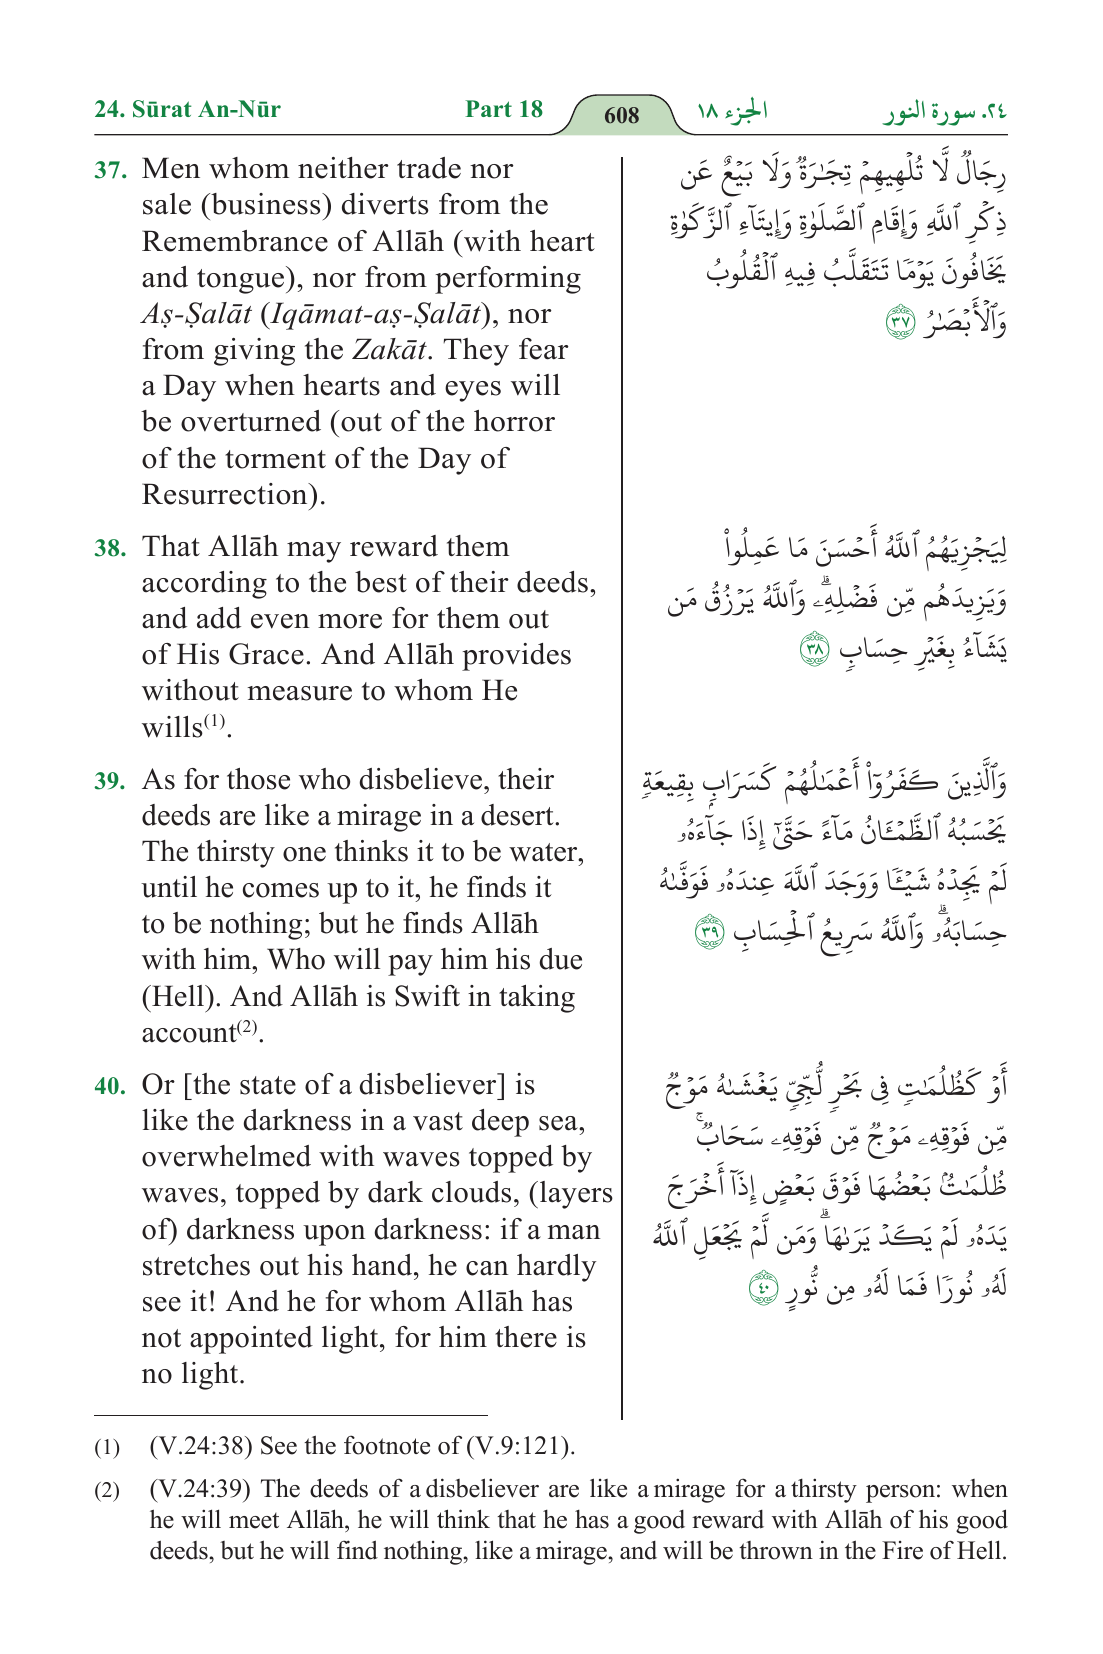 24. Sūrat An-Nūr
Part 18
608
الجزء ١٨
٢٤. سورة النور
37. Men whom neither trade nor
sale (business) diverts from the
Remembrance of Allāh (with heart
and tongue), nor from performing
Aṣ-Ṣalāt (Iqāmat-aṣ-Ṣalāt), nor
from giving the Zakāt. They fear
a Day when hearts and eyes will
be overturned (out of the horror
of the torment of the Day of
Resurrection).
رِجَالٌ لَّا تُلْهِيهِمْ تِجَٰرَةٌ وَلَا بَيْعٌ عَن
ذِكْرِ ٱللَّهِ وَإِقَامِ ٱلصَّلَوٰةِ وَإِيتَآءِ ٱلزَّكَوٰةِ
يَخَافُونَ يَوْمًا تَتَقَلَّبُ فِيهِ ٱلْقُلُوبُ
وَٱلْأَبْصَٰرُ ٣٧
38. That Allāh may reward them
according to the best of their deeds,
and add even more for them out
of His Grace. And Allāh provides
without measure to whom He
wills(1).
لِيَجْزِيَهُمُ ٱللَّهُ أَحْسَنَ مَا عَمِلُوا۟
وَيَزِيدَهُم مِّن فَضْلِهِۦۗ وَٱللَّهُ يَرْزُقُ مَن
يَشَآءُ بِغَيْرِ حِسَابٍ ٣٨
39. As for those who disbelieve, their
deeds are like a mirage in a desert.
The thirsty one thinks it to be water,
until he comes up to it, he finds it
to be nothing; but he finds Allāh
with him, Who will pay him his due
(Hell). And Allāh is Swift in taking
account(2).
وَٱلَّذِينَ كَفَرُوٓا۟ أَعْمَٰلُهُمْ كَسَرَابٍۭ بِقِيعَةٍ
يَحْسَبُهُ ٱلظَّمْـَٔانُ مَآءً حَتَّىٰٓ إِذَا جَآءَهُۥ
لَمْ يَجِدْهُ شَيْـًٔا وَوَجَدَ ٱللَّهَ عِندَهُۥ فَوَفَّىٰهُ
حِسَابَهُۥۗ وَٱللَّهُ سَرِيعُ ٱلْحِسَابِ ٣٩
40. Or [the state of a disbeliever] is
like the darkness in a vast deep sea,
overwhelmed with waves topped by
waves, topped by dark clouds, (layers
of) darkness upon darkness: if a man
stretches out his hand, he can hardly
see it! And he for whom Allāh has
not appointed light, for him there is
no light.
أَوْ كَظُلُمَٰتٍ فِى بَحْرٍ لُّجِّىٍّ يَغْشَىٰهُ مَوْجٌ
مِّن فَوْقِهِۦ مَوْجٌ مِّن فَوْقِهِۦ سَحَابٌۚ
ظُلُمَٰتٌۢ بَعْضُهَا فَوْقَ بَعْضٍ إِذَآ أَخْرَجَ
يَدَهُۥ لَمْ يَكَدْ يَرَىٰهَاۗ وَمَن لَّمْ يَجْعَلِ ٱللَّهُ
لَهُۥ نُورًا فَمَا لَهُۥ مِن نُّورٍ ٤٠
(1) (V.24:38) See the footnote of (V.9:121).
(2) (V.24:39) The deeds of a disbeliever are like a mirage for a thirsty person: when
he will meet Allāh, he will think that he has a good reward with Allāh of his good
deeds, but he will find nothing, like a mirage, and will be thrown in the Fire of Hell.